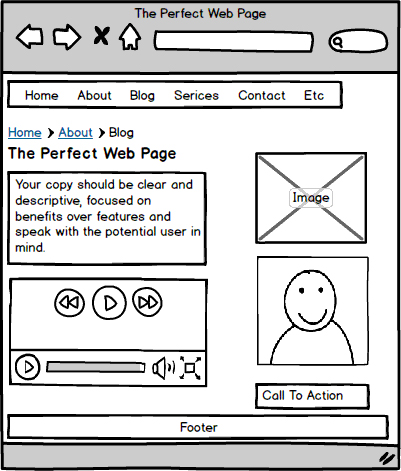 The Perfect Web Page
Home About Blog Serices Contact Etc
Home > About > Blog
The Perfect Web Page
Your copy should be clear and
descriptive, focused on
benefits over features and
speak with the potential user in
mind.
Image
Call To Action
Footer